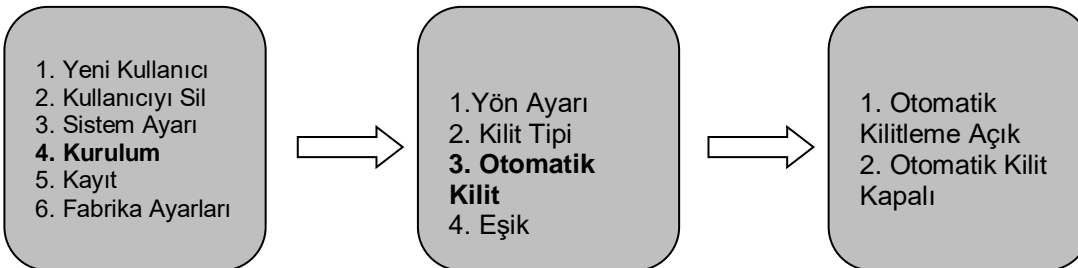 1. Yeni Kullanıcı
2. Kullanıcıyı Sil
3. Sistem Ayarı
4. Kurulum
5. Kayıt
6. Fabrika Ayarları
1.Yön Ayarı
2. Kilit Tipi
3. Otomatik
Kilit
4. Eşik
1. Otomatik
Kilitleme Açık
2. Otomatik Kilit
Kapalı